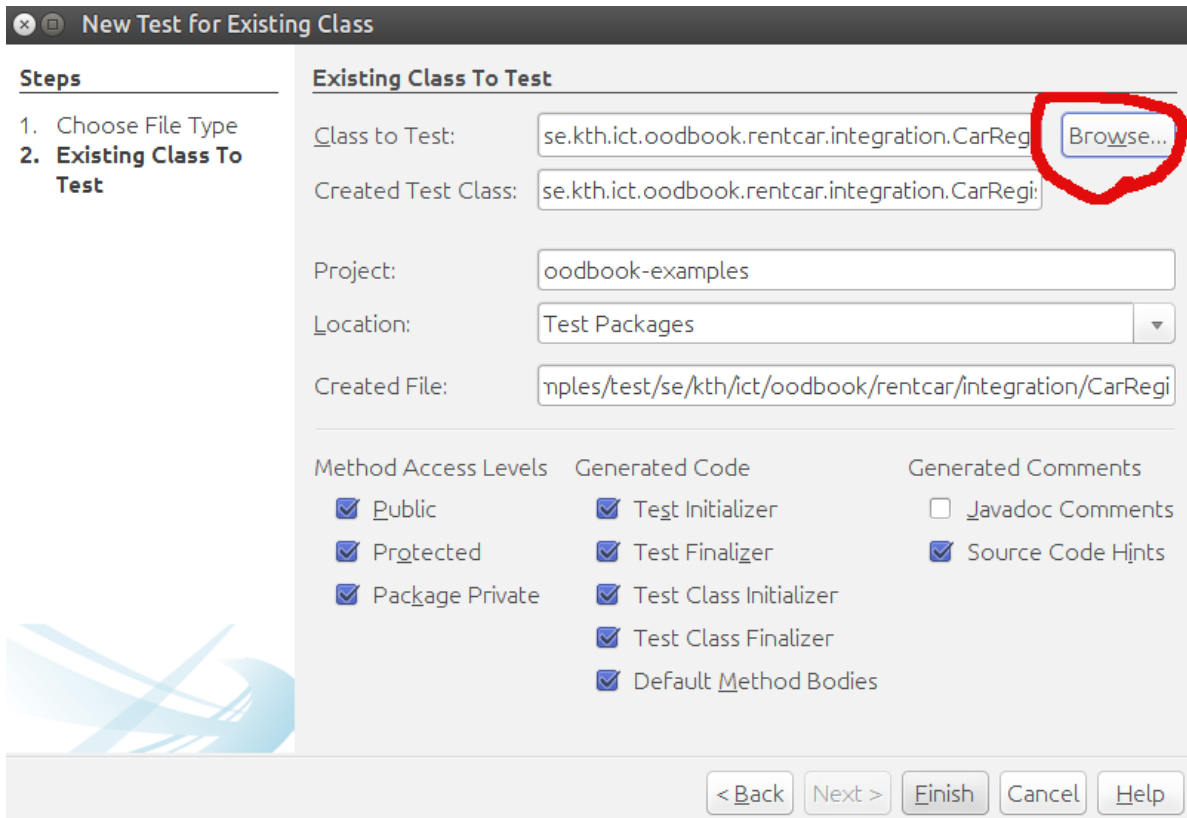 New Test for Existing Class
Steps
1. Choose File Type
2. Existing Class To
Test
Existing Class To Test
Class to Test: se.kth.ict.oodbook.rentcar.integration.CarReg Browse...
Created Test Class: se.kth.ict.oodbook.rentcar.integration.CarRegi
Project: oodbook-examples
Location: Test Packages
Created File: mples/test/se/kth/ict/oodbook/rentcar/integration/CarRegi
Method Access Levels Generated Code Generated Comments
Public Test Initializer Javadoc Comments
Protected Test Finalizer Source Code Hints
Package Private Test Class Initializer
Test Class Finalizer
Default Method Bodies
< Back Next > Finish Cancel Help